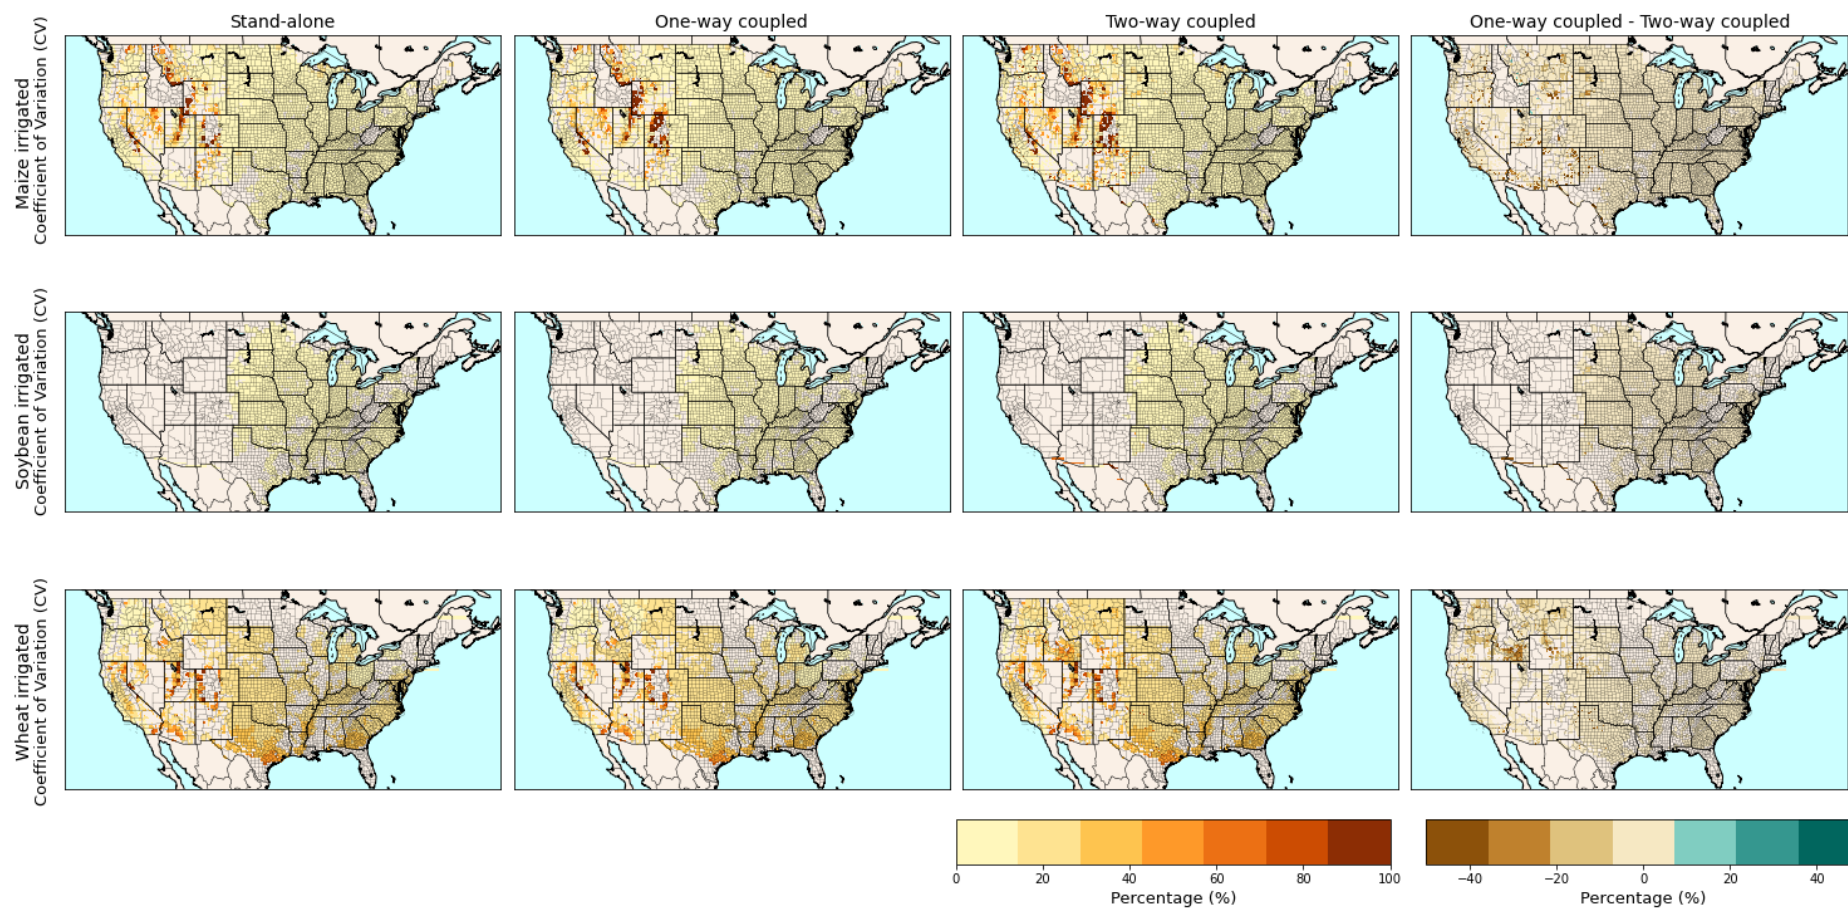 Stand-alone
One-way coupled
Two-way coupled
One-way coupled - Two-way coupled
Maize irrigated
Coefficient of Variation (CV)
Soybean irrigated
Coefficient of Variation (CV)
Wheat irrigated
Coefficient of Variation (CV)
0 20 40 60 80 100
Percentage (%)
−40 −20 0 20 40
Percentage (%)